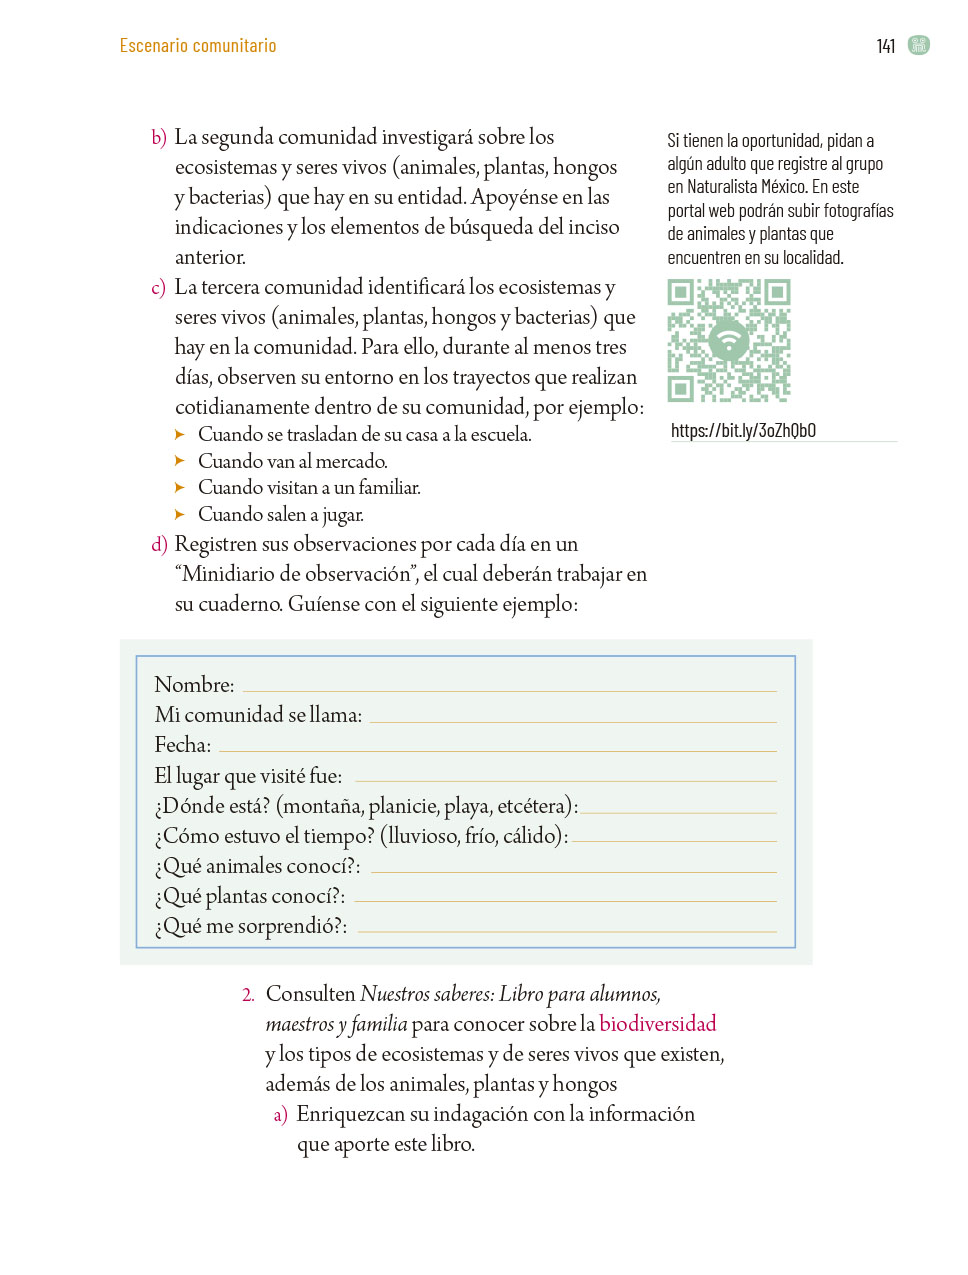 Escenario comunitario
141
b) La segunda comunidad investigará sobre los
ecosistemas y seres vivos (animales, plantas, hongos
y bacterias) que hay en su entidad. Apoyénse en las
indicaciones y los elementos de búsqueda del inciso
anterior.
c) La tercera comunidad identificará los ecosistemas y
seres vivos (animales, plantas, hongos y bacterias) que
hay en la comunidad. Para ello, durante al menos tres
días, observen su entorno en los trayectos que realizan
cotidianamente dentro de su comunidad, por ejemplo:
➤ Cuando se trasladan de su casa a la escuela.
➤ Cuando van al mercado.
➤ Cuando visitan a un familiar.
➤ Cuando salen a jugar.
d) Registren sus observaciones por cada día en un
“Minidiario de observación”, el cual deberán trabajar en
su cuaderno. Guíense con el siguiente ejemplo:
Si tienen la oportunidad, pidan a
algún adulto que registre al grupo
en Naturalista México. En este
portal web podrán subir fotografías
de animales y plantas que
encuentren en su localidad.
https://bit.ly/3oZhQbO
Nombre:
Mi comunidad se llama:
Fecha:
El lugar que visité fue:
¿Dónde está? (montaña, planicie, playa, etcétera):
¿Cómo estuvo el tiempo? (lluvioso, frío, cálido):
¿Qué animales conocí?:
¿Qué plantas conocí?:
¿Qué me sorprendió?:
2. Consulten Nuestros saberes: Libro para alumnos,
maestros y familia para conocer sobre la biodiversidad
y los tipos de ecosistemas y de seres vivos que existen,
además de los animales, plantas y hongos
a) Enriquezcan su indagación con la información
que aporte este libro.